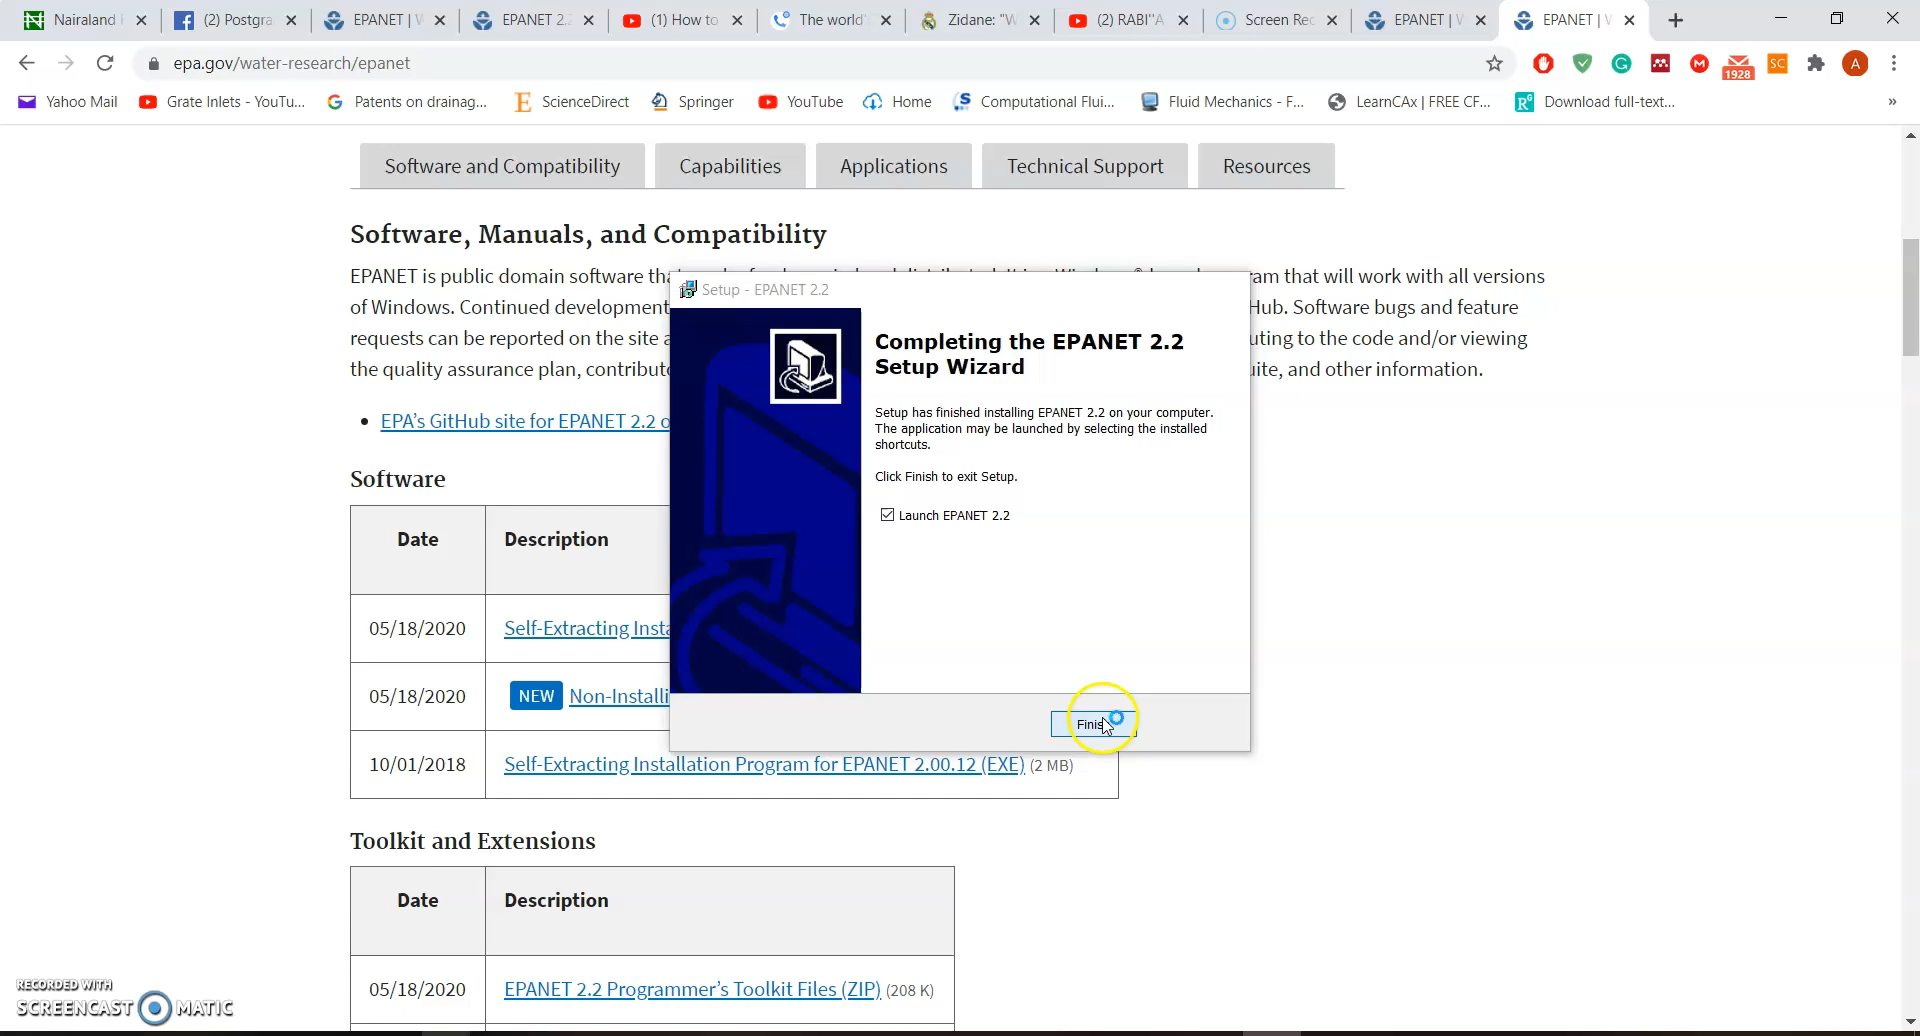 Nairaland
(2) Postgra
EPANET | W
EPANET 2.2
(1) How to
The world'
Zidane: "W
(2) RABI''A
Screen Rec
EPANET | W
EPANET | W
epa.gov/water-research/epanet
1928
SC
A
Yahoo Mail
Grate Inlets - YouTu...
Patents on drainag...
ScienceDirect
Springer
YouTube
Home
Computational Flui...
Fluid Mechanics - F...
LearnCAx | FREE CF...
Download full-text...
»
Software and Compatibility
Capabilities
Applications
Technical Support
Resources
Software, Manuals, and Compatibility
EPANET is public domain software that
gram that will work with all versions
of Windows. Continued development
Hub. Software bugs and feature
requests can be reported on the site a
uting to the code and/or viewing
the quality assurance plan, contributo
uite, and other information.
• EPA's GitHub site for EPANET 2.2 o
Software
Date Description
05/18/2020 Self-Extracting Insta
05/18/2020 NEW Non-Installi
10/01/2018 Self-Extracting Installation Program for EPANET 2.00.12 (EXE) (2 MB)
Setup - EPANET 2.2
Completing the EPANET 2.2
Setup Wizard
Setup has finished installing EPANET 2.2 on your computer.
The application may be launched by selecting the installed
shortcuts.
Click Finish to exit Setup.
Launch EPANET 2.2
Finis
Toolkit and Extensions
Date Description
05/18/2020 EPANET 2.2 Programmer's Toolkit Files (ZIP) (208 K)
RECORDED WITH
SCREENCAST MATIC